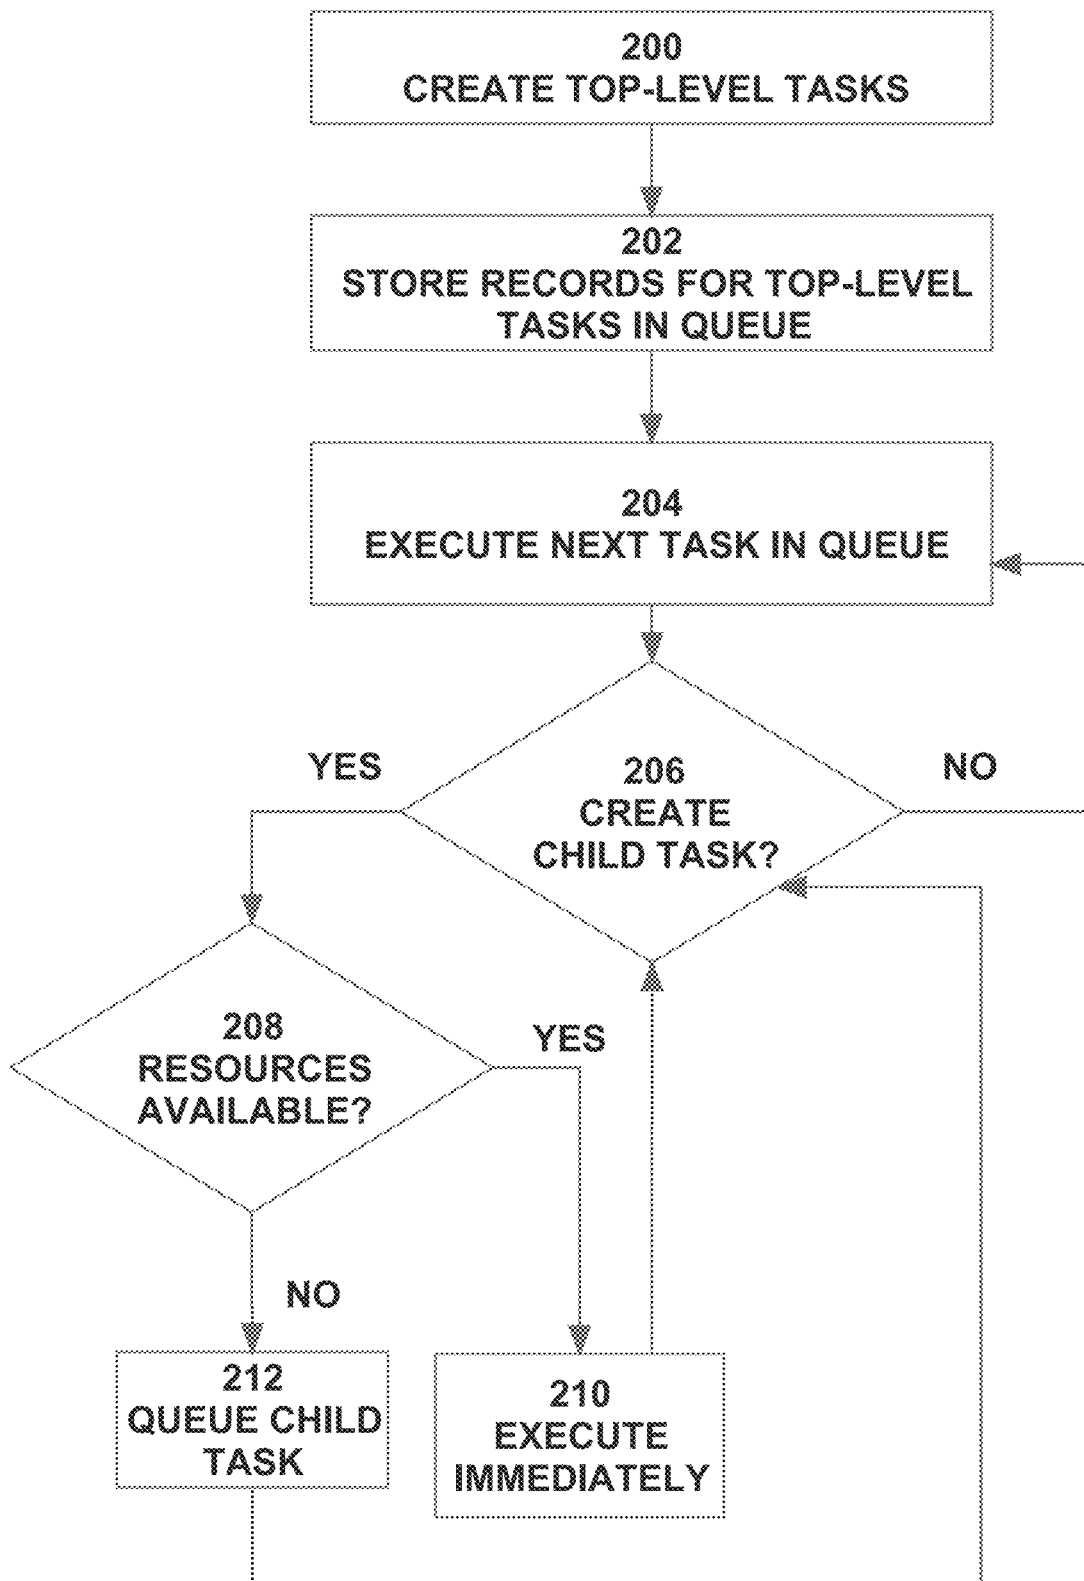 200
CREATE TOP-LEVEL TASKS
202
STORE RECORDS FOR TOP-LEVEL
TASKS IN QUEUE
204
EXECUTE NEXT TASK IN QUEUE
YES
206
CREATE
CHILD TASK?
NO
208
RESOURCES
AVAILABLE?
YES
NO
212
QUEUE CHILD
TASK
210
EXECUTE
IMMEDIATELY